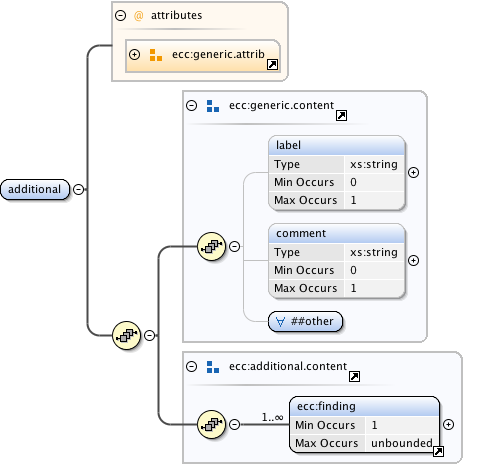 @ attributes
ecc:generic.attrib
ecc:generic.content
label
Type xs:string
Min Occurs 0
Max Occurs 1
additional
comment
Type xs:string
Min Occurs 0
Max Occurs 1
∀ ##other
ecc:additional.content
1..∞
ecc:finding
Min Occurs 1
Max Occurs unbounded